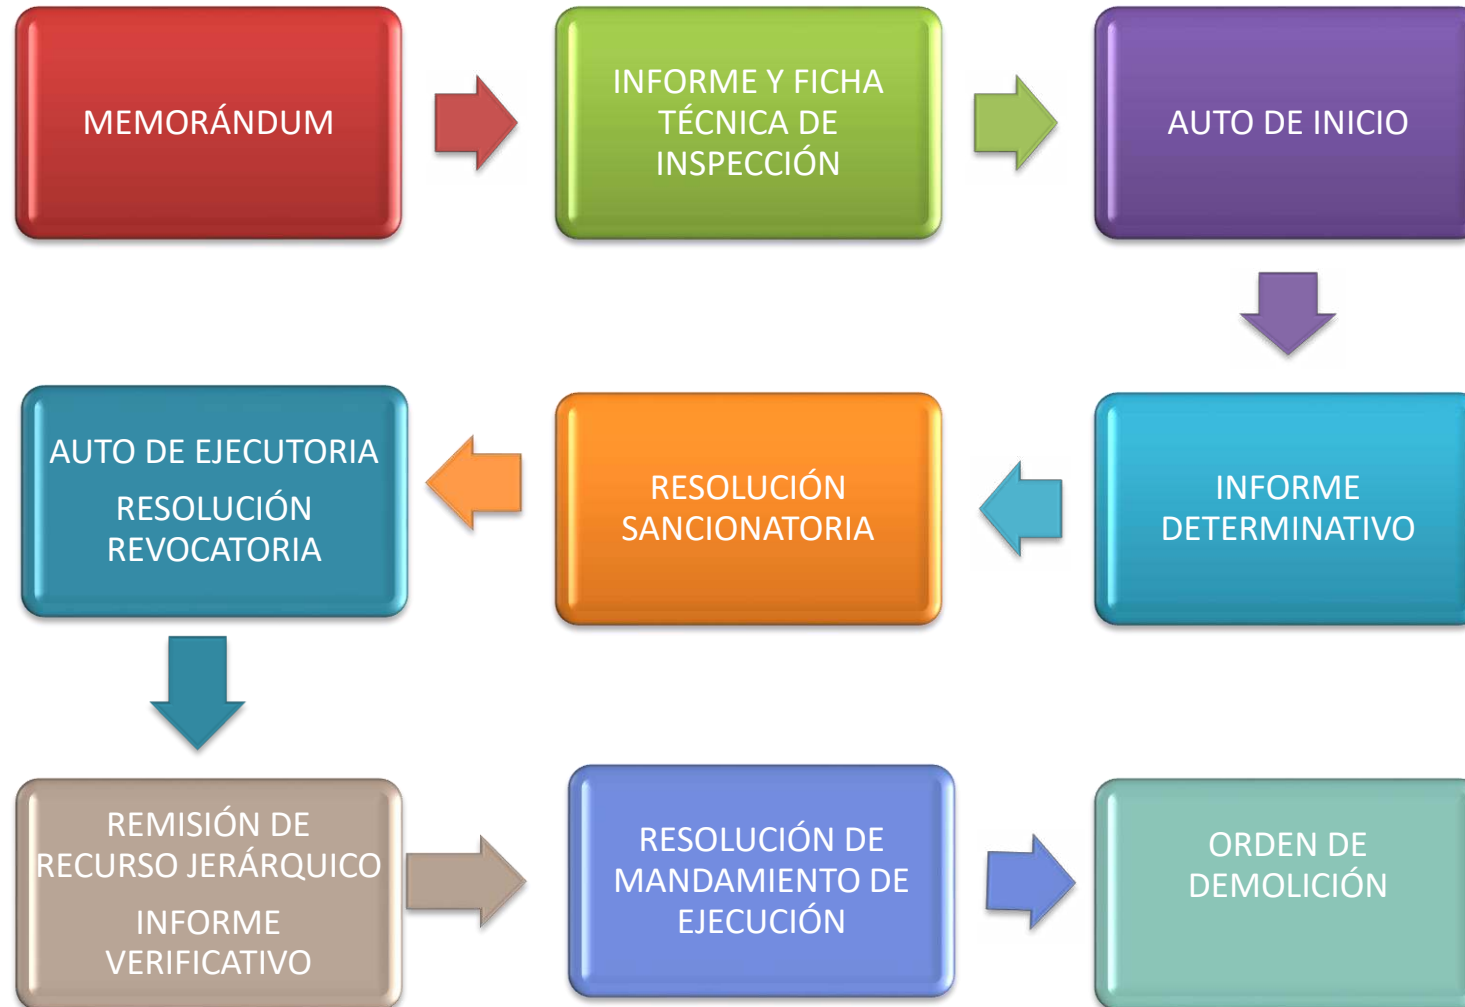 MEMORÁNDUM
INFORME Y FICHA
TÉCNICA DE
INSPECCIÓN
AUTO DE INICIO
AUTO DE EJECUTORIA
RESOLUCIÓN
REVOCATORIA
RESOLUCIÓN
SANCIONATORIA
INFORME
DETERMINATIVO
REMISIÓN DE
RECURSO JERÁRQUICO
INFORME
VERIFICATIVO
RESOLUCIÓN DE
MANDAMIENTO DE
EJECUCIÓN
ORDEN DE
DEMOLICIÓN